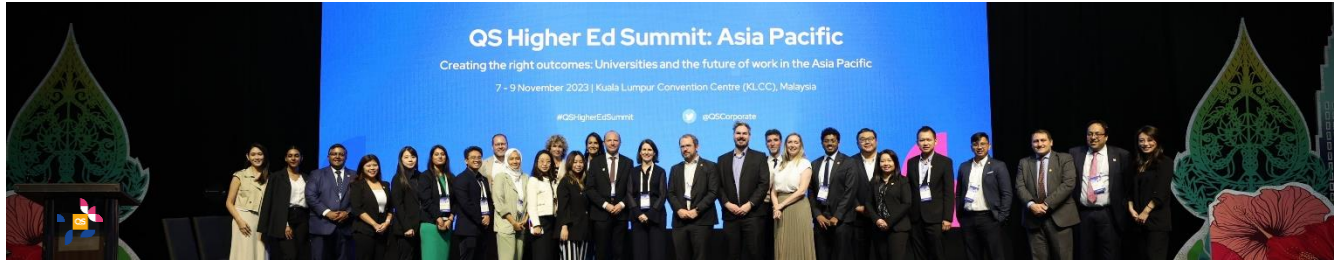 QS Higher Ed Summit: Asia Pacific
Creating the right outcomes: Universities and the future of work in the Asia Pacific
7 - 9 November 2023 | Kuala Lumpur Convention Centre (KLCC), Malaysia
#QSHigherEdSummit @QSCorporate
QS